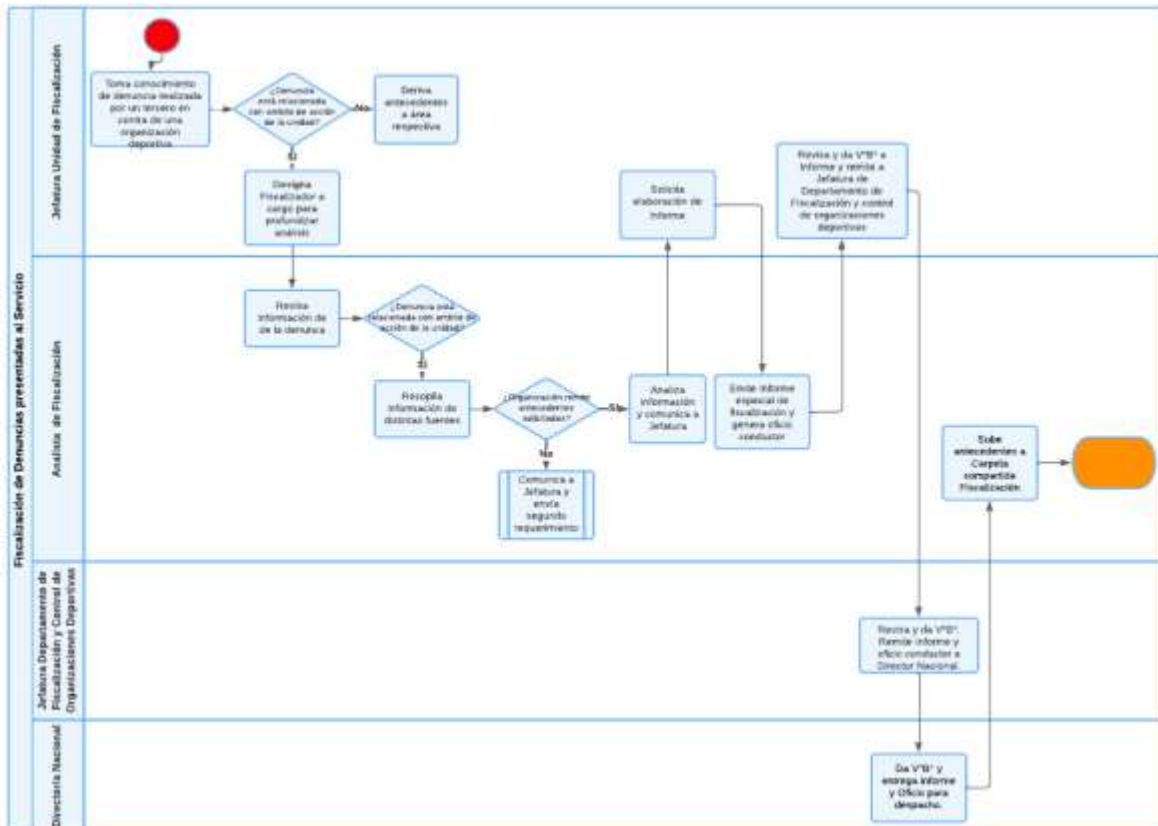 Fiscalización de Denuncias presentadas al Servicio
Jefatura Unidad de Fiscalización
Toma conocimiento
de denuncia realizada
por un tercero en
contra de una
organización
deportiva
¿Denuncia
está relacionada
con ámbito de acción
de la unidad?
No
Deriva
antecedentes
a área
respectiva
Si
Designa
Fiscalizador a
cargo para
profundizar
análisis
Solicita
elaboración de
Informe
Revisa y da V°B° a
Informe y remite a
Jefatura de
Departamento de
Fiscalización y control
de organizaciones
deportivas
Analista de Fiscalización
Revisa
Información de
de la denunca
¿Denuncia está
relacionada con ámbito de
acción de la unidad?
Si
Recopila
información de
distintas fuentes
¿Organización remite
antecedentes
solicitados?
Si
No
Comunica a
Jefatura y
envía
segundo
requerimiento
Analiza
información
y comunica a
Jefatura
Emite Informe
especial de
fiscalización y
genera oficio
conductor
Sube
antecedentes a
Carpeta
compartida
Fiscalización
Jefatura Departamento de
Fiscalización y Control de
Organizaciones Deportivas
Revisa y da V°B°.
Remite informe y
oficio conductor a
Director Nacional.
Director/a Nacional
Da V°B° y
entrega informe
y Oficio para
despacho.